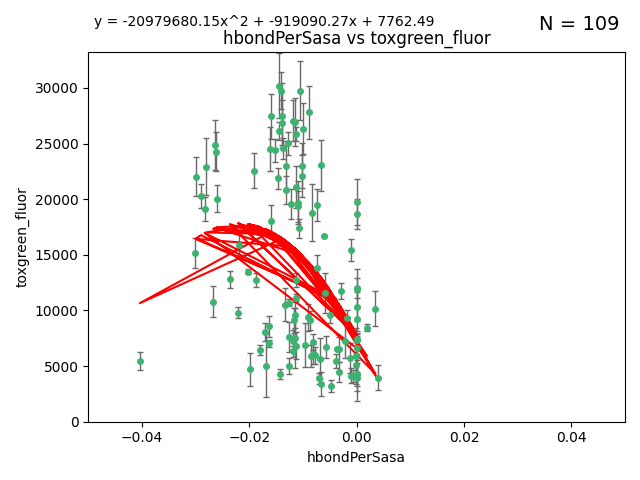 y = -20979680.15x^2 + -919090.27x + 7762.49
N = 109
hbondPerSasa vs toxgreen_fluor
30000
25000
20000
15000
10000
5000
0
toxgreen_fluor
−0.04
−0.02
0.00
0.02
0.04
hbondPerSasa